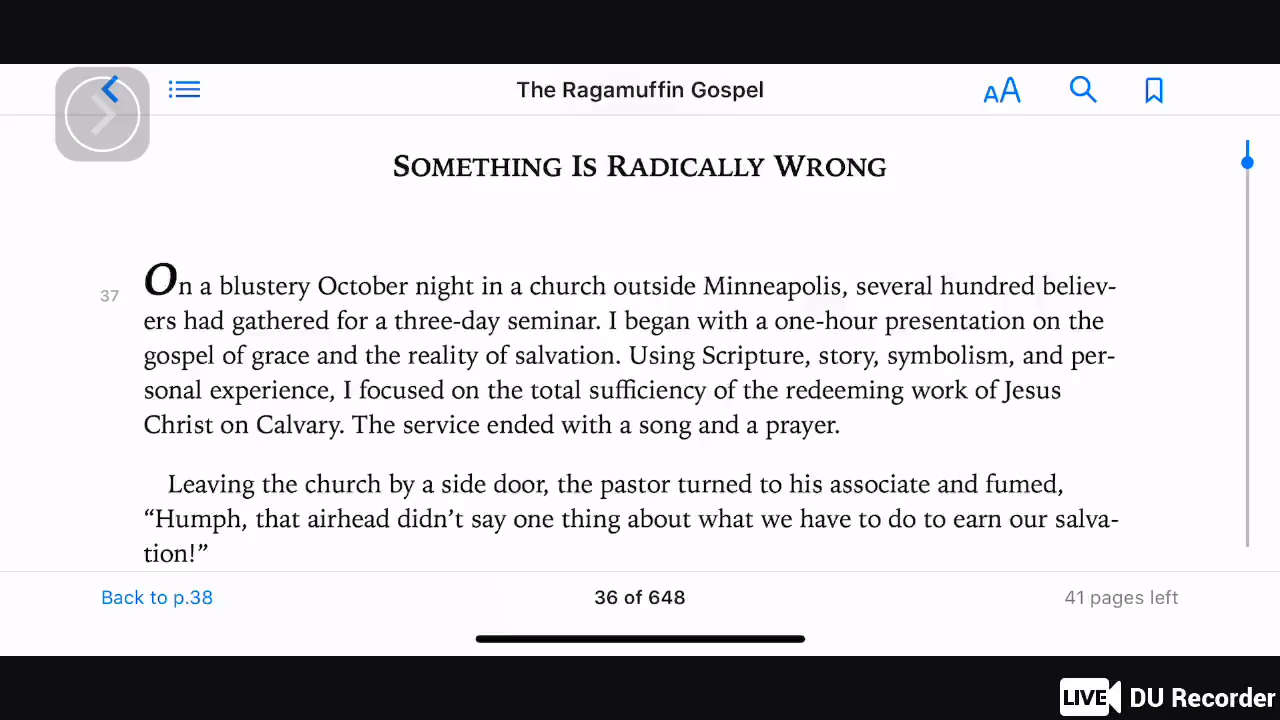 The Ragamuffin Gospel
AA
SOMETHING IS RADICALLY WRONG
37
On a blustery October night in a church outside Minneapolis, several hundred believ-
ers had gathered for a three-day seminar. I began with a one-hour presentation on the
gospel of grace and the reality of salvation. Using Scripture, story, symbolism, and per-
sonal experience, I focused on the total sufficiency of the redeeming work of Jesus
Christ on Calvary. The service ended with a song and a prayer.
Leaving the church by a side door, the pastor turned to his associate and fumed,
“Humph, that airhead didn’t say one thing about what we have to do to earn our salva-
tion!”
Back to p.38
36 of 648
41 pages left
LIVE DU Recorder